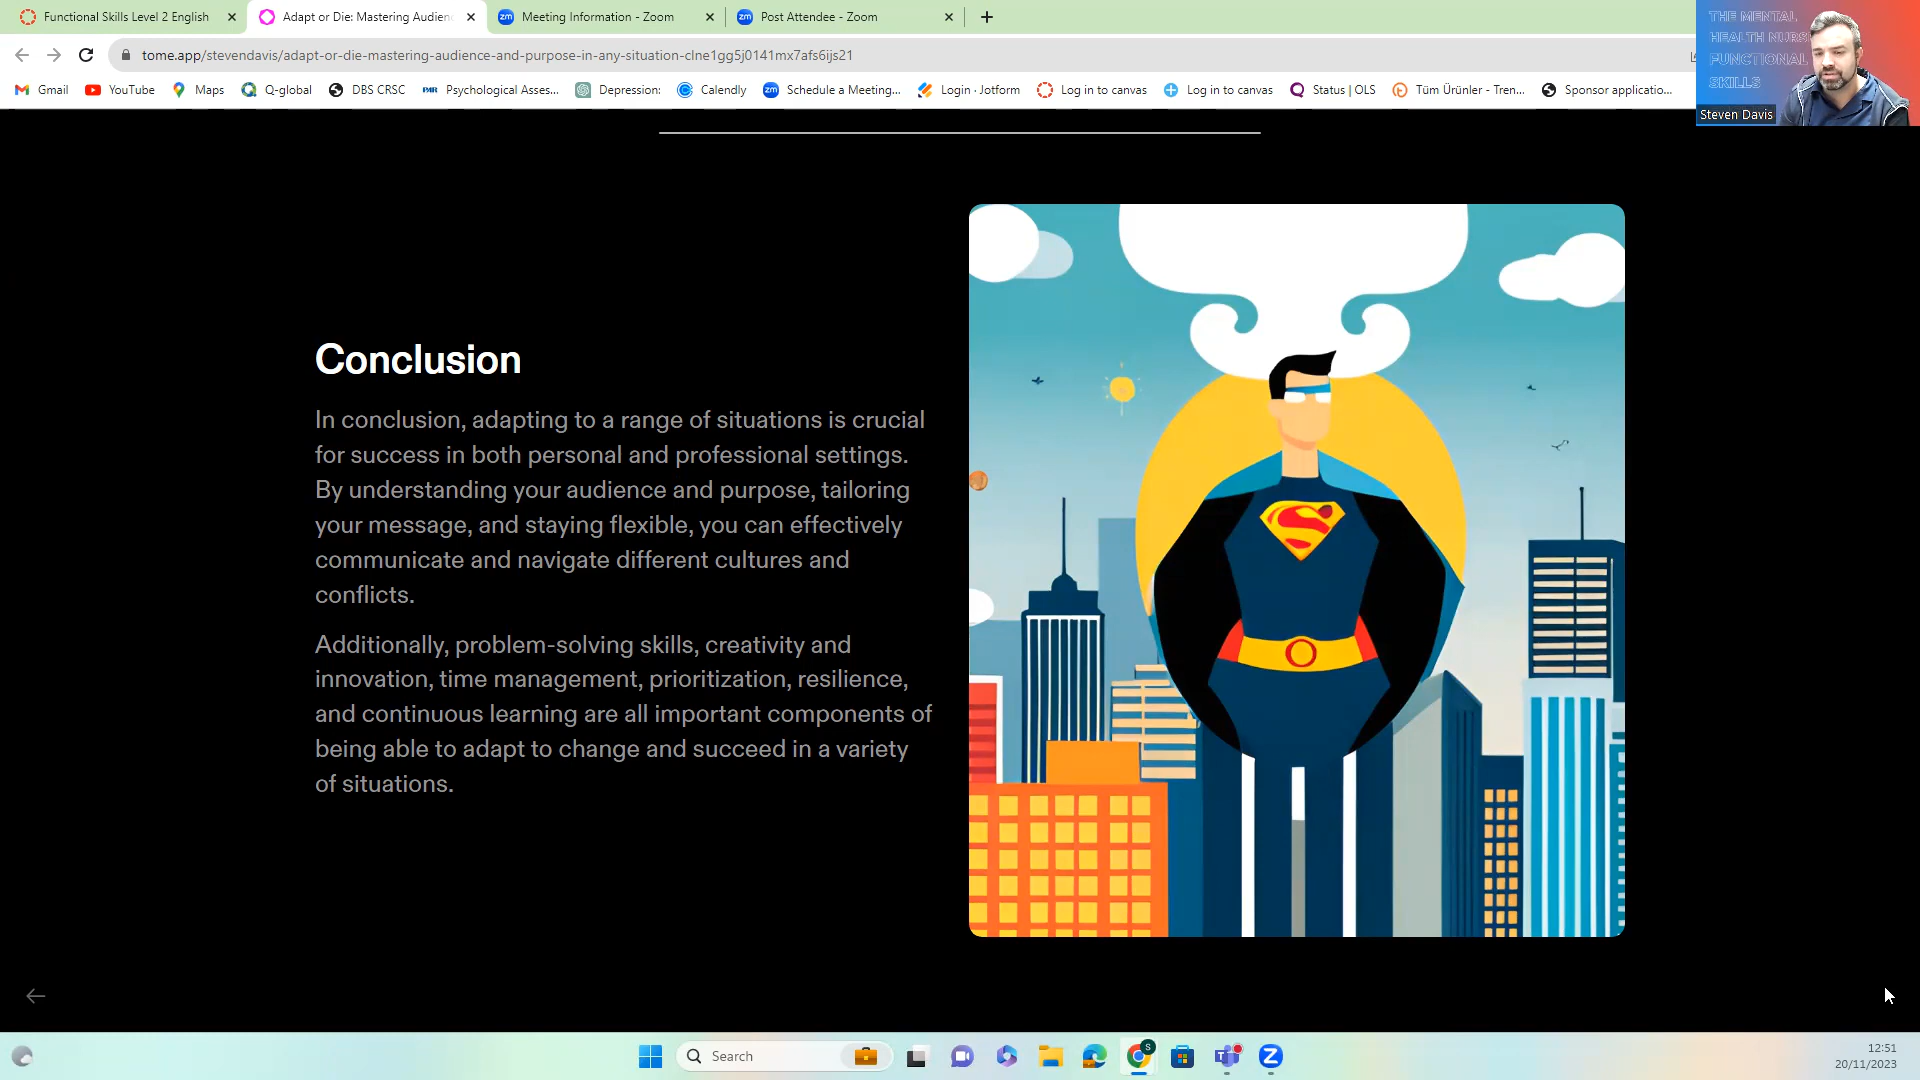 Functional Skills Level 2 English
Adapt or Die: Mastering Audien
Meeting Information - Zoom
Post Attendee - Zoom
tome.app/stevendavis/adapt-or-die-mastering-audience-and-purpose-in-any-situation-clne1gg5j0141mx7afs6ijs21
Gmail
YouTube
Maps
Q-global
DBS CRSC
Psychological Asses...
Depression:
Calendly
Schedule a Meeting...
Login · Jotform
Log in to canvas
Log in to canvas
Status | OLS
Tüm Ürünler - Tren...
Sponsor applicatio...
THE MENTAL
HEALTH NURS
FUNCTIONAL
SKILLS
Steven Davis
Conclusion
In conclusion, adapting to a range of situations is crucial
for success in both personal and professional settings.
By understanding your audience and purpose, tailoring
your message, and staying flexible, you can effectively
communicate and navigate different cultures and
conflicts.
Additionally, problem-solving skills, creativity and
innovation, time management, prioritization, resilience,
and continuous learning are all important components of
being able to adapt to change and succeed in a variety
of situations.
S
Search
12:51
20/11/2023